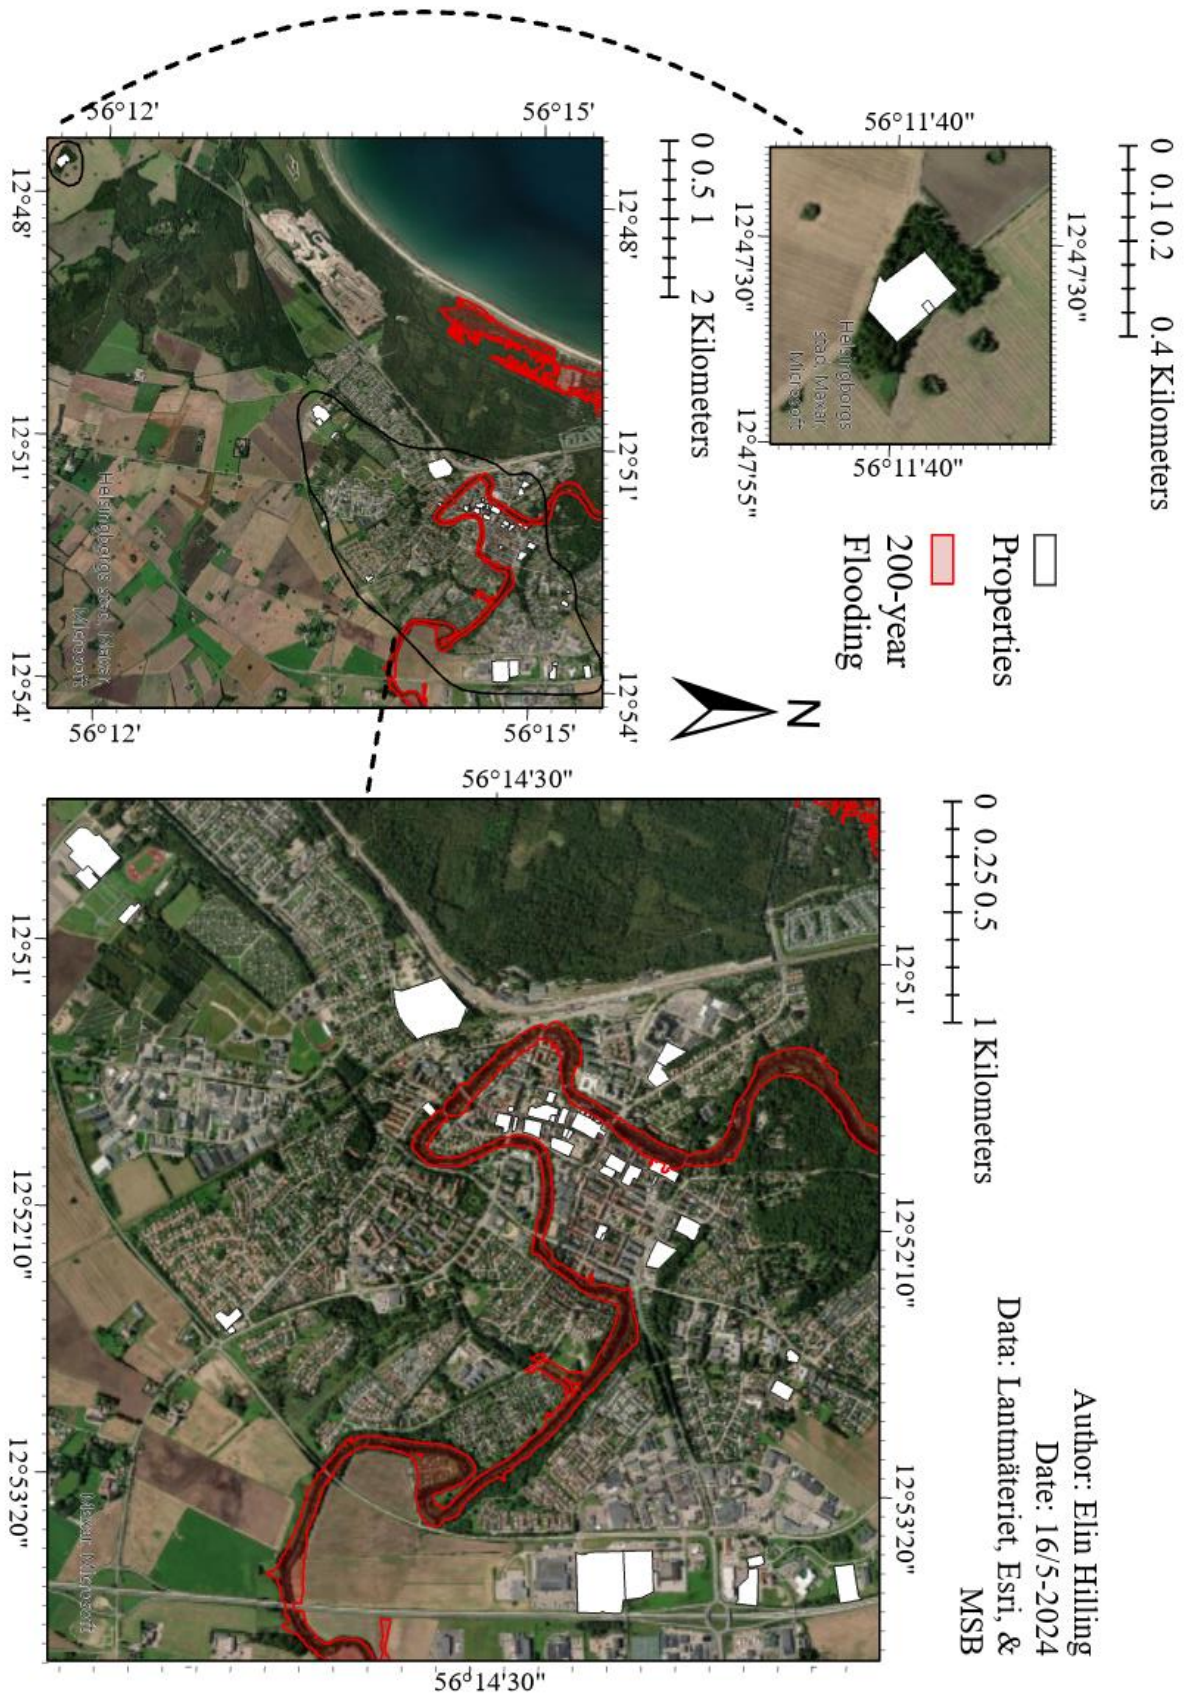 56°12'
56°15'
12°48'
12°51'
12°54'
12°48'
12°51'
12°54'
56°12'
56°15'
Helsingborgs stad, Maxar,
Microsoft
0 0.5 1 2 Kilometers
56°11'40"
12°47'30"
12°47'55"
12°47'30"
56°11'40"
Helsingborgs
stad, Maxar,
Microsoft
0 0.1 0.2 0.4 Kilometers
Properties
200-year
Flooding
N
56°14'30"
12°51'
12°52'10"
12°53'20"
12°51'
12°52'10"
12°53'20"
56°14'30"
Maxar, Microsoft
0 0.25 0.5 1 Kilometers
Author: Elin Hilling
Date: 16/5-2024
Data: Lantmäteriet, Esri, &
MSB